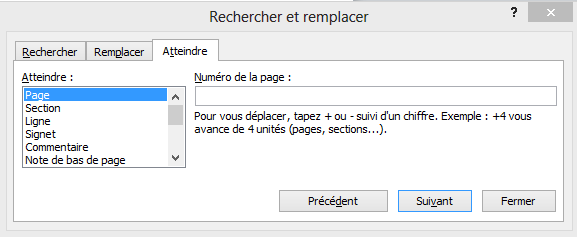 Rechercher et remplacer
?
Rechercher
Remplacer
Atteindre
Atteindre :
Page
Section
Ligne
Signet
Commentaire
Note de bas de page
Numéro de la page :
Pour vous déplacer, tapez + ou - suivi d'un chiffre. Exemple : +4 vous
avance de 4 unités (pages, sections...).
Précédent
Suivant
Fermer